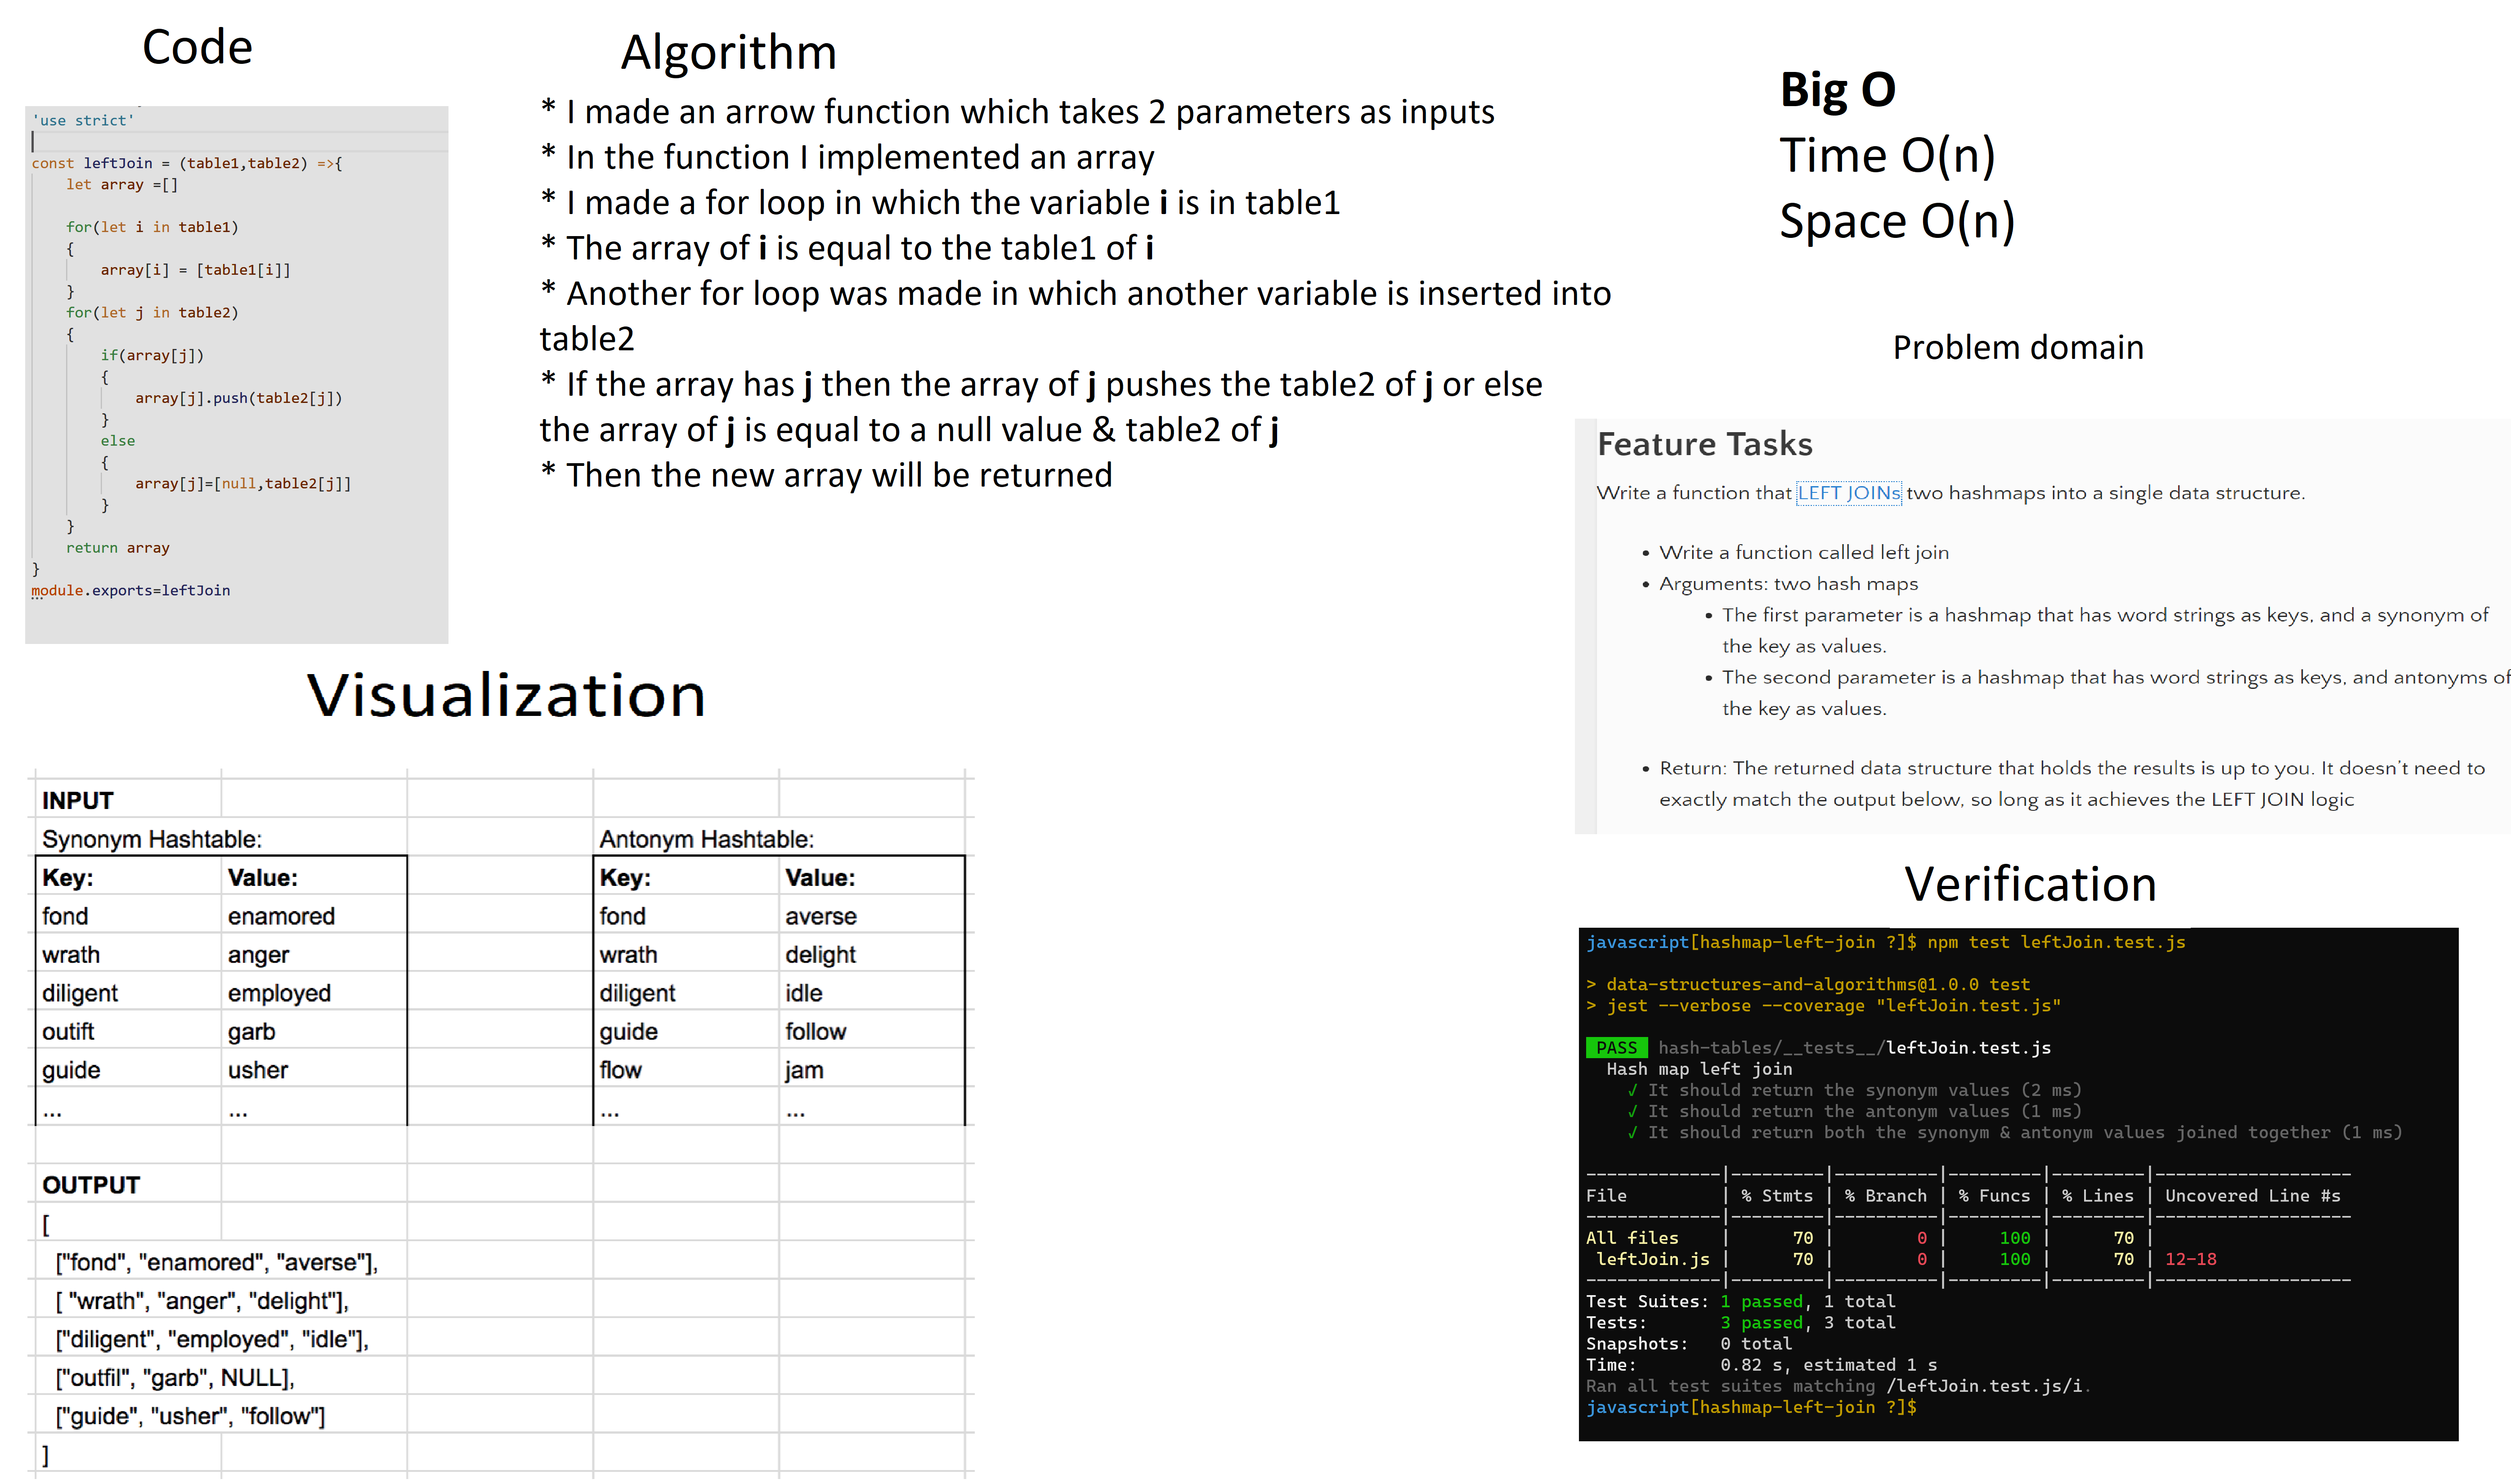 Code
'use strict'
const leftJoin = (table1,table2) =>{
let array =[]
for(let i in table1)
{
array[i] = [table1[i]]
}
for(let j in table2)
{
if(array[j])
{
array[j].push(table2[j])
}
else
{
array[j]=[null,table2[j]]
}
}
return array
}
module.exports=leftJoin
Algorithm
* I made an arrow function which takes 2 parameters as inputs
* In the function I implemented an array
* I made a for loop in which the variable i is in table1
* The array of i is equal to the table1 of i
* Another for loop was made in which another variable is inserted into
table2
* If the array has j then the array of j pushes the table2 of j or else
the array of j is equal to a null value & table2 of j
* Then the new array will be returned
Big O
Time O(n)
Space O(n)
Problem domain
Feature Tasks
Write a function that LEFT JOINs two hashmaps into a single data structure.
• Write a function called left join
• Arguments: two hash maps
• The first parameter is a hashmap that has word strings as keys, and a synonym of
the key as values.
• The second parameter is a hashmap that has word strings as keys, and antonyms of
the key as values.
• Return: The returned data structure that holds the results is up to you. It doesn't need to
exactly match the output below, so long as it achieves the LEFT JOIN logic
Visualization
INPUT
Synonym Hashtable: Antonym Hashtable:
Key: Value: Key: Value:
fond enamored fond averse
wrath anger wrath delight
diligent employed diligent idle
outift garb guide follow
guide usher flow jam
... ... ... ...
OUTPUT
[
["fond", "enamored", "averse"],
[ "wrath", "anger", "delight"],
["diligent", "employed", "idle"],
["outfil", "garb", NULL],
["guide", "usher", "follow"]
]
Verification
javascript[hashmap-left-join ?]$ npm test leftJoin.test.js
> data-structures-and-algorithms@1.0.0 test
> jest --verbose --coverage "leftJoin.test.js"
PASS hash-tables/__tests__/leftJoin.test.js
Hash map left join
√ It should return the synonym values (2 ms)
√ It should return the antonym values (1 ms)
√ It should return both the synonym & antonym values joined together (1 ms)
-------------|---------|----------|---------|---------|-------------------
File | % Stmts | % Branch | % Funcs | % Lines | Uncovered Line #s
-------------|---------|----------|---------|---------|-------------------
All files | 70 | 0 | 100 | 70 |
leftJoin.js | 70 | 0 | 100 | 70 | 12-18
-------------|---------|----------|---------|---------|-------------------
Test Suites: 1 passed, 1 total
Tests: 3 passed, 3 total
Snapshots: 0 total
Time: 0.82 s, estimated 1 s
Ran all test suites matching /leftJoin.test.js/i.
javascript[hashmap-left-join ?]$